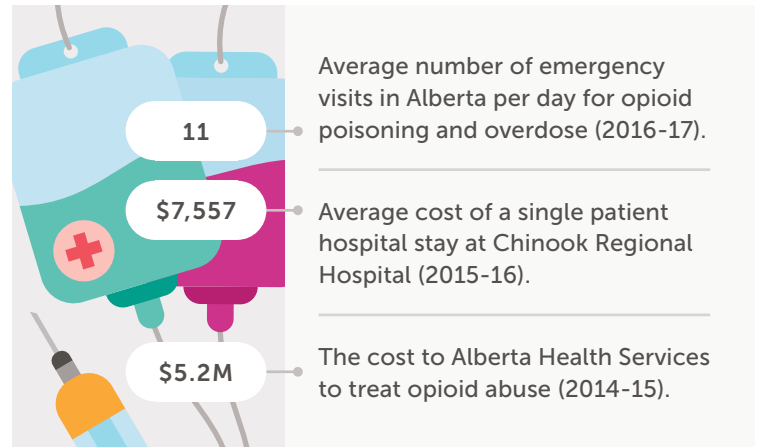 11
Average number of emergency
visits in Alberta per day for opioid
poisoning and overdose (2016-17).
$7,557
Average cost of a single patient
hospital stay at Chinook Regional
Hospital (2015-16).
$5.2M
The cost to Alberta Health Services
to treat opioid abuse (2014-15).